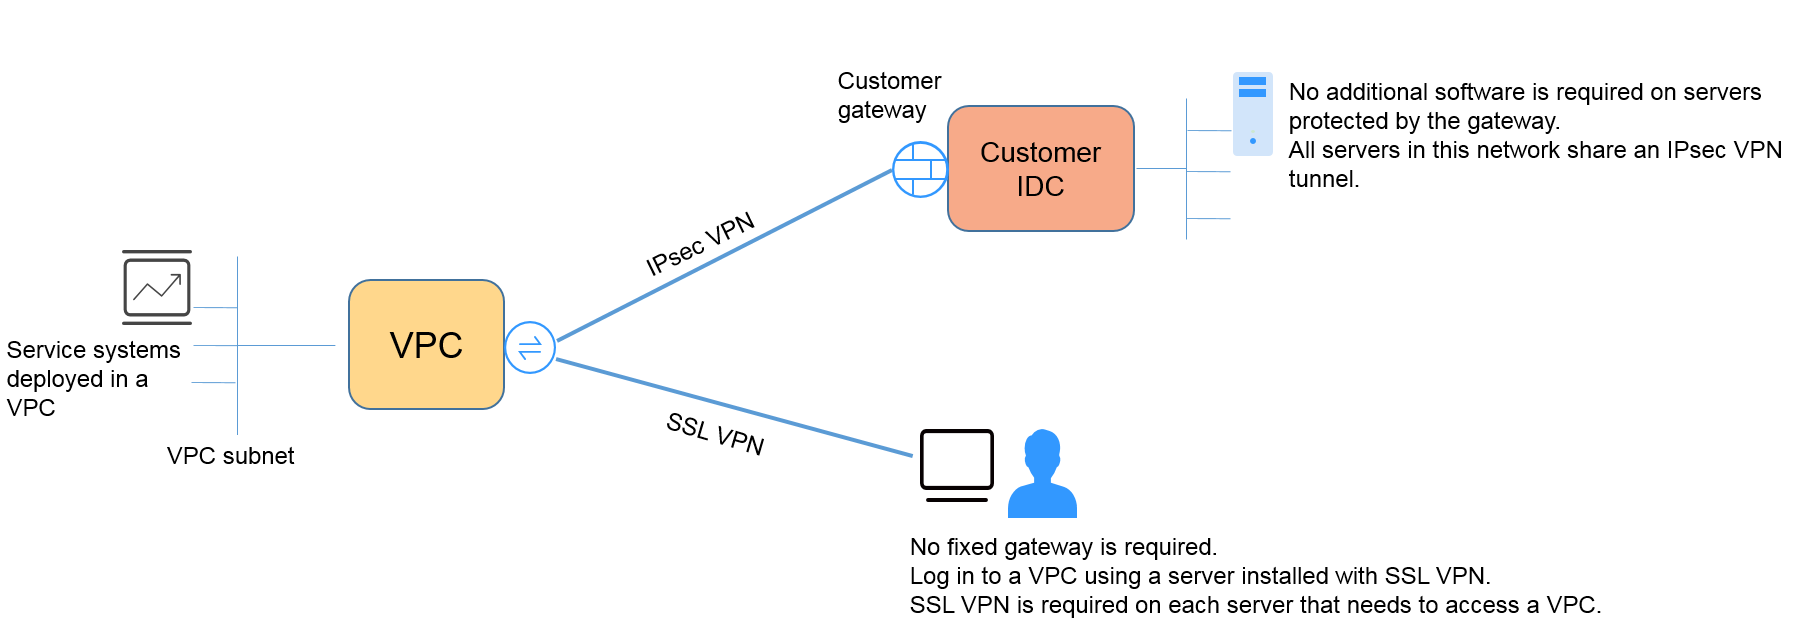 Customer
gateway
Customer
IDC
No additional software is required on servers
protected by the gateway.
All servers in this network share an IPsec VPN
tunnel.
IPsec VPN
VPC
Service systems
deployed in a
VPC
VPC subnet
SSL VPN
No fixed gateway is required.
Log in to a VPC using a server installed with SSL VPN.
SSL VPN is required on each server that needs to access a VPC.